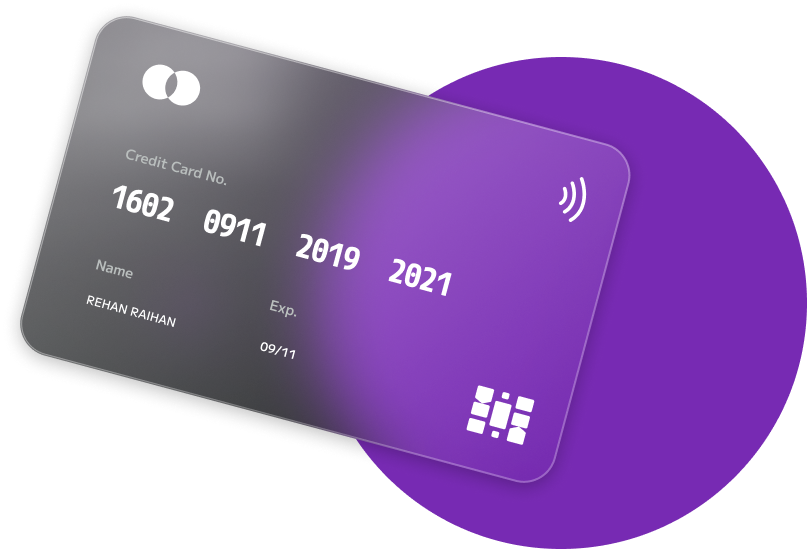 Credit Card No.
1602 0911 2019 2021
Name
REHAN RAIHAN
Exp.
09/11